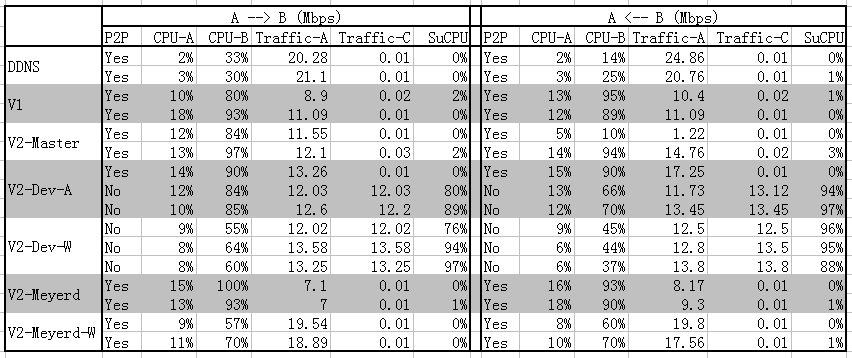 A --> B (Mbps) A <-- B (Mbps)
P2P CPU-A CPU-B Traffic-A Traffic-C SuCPU P2P CPU-A CPU-B Traffic-A Traffic-C SuCPU
DDNS
Yes 2% 33% 20.28 0.01 0% Yes 2% 14% 24.86 0.01 0%
Yes 3% 30% 21.1 0.01 0% Yes 3% 25% 20.76 0.01 1%
V1
Yes 10% 80% 8.9 0.02 2% Yes 13% 95% 10.4 0.02 1%
Yes 18% 93% 11.09 0.01 0% Yes 12% 89% 11.09 0.01 0%
V2-Master
Yes 12% 84% 11.55 0.01 0% Yes 5% 10% 1.22 0.01 0%
Yes 13% 97% 12.1 0.03 2% Yes 14% 94% 14.76 0.02 3%
V2-Dev-A
Yes 14% 90% 13.26 0.01 0% Yes 15% 90% 17.25 0.01 0%
No 12% 84% 12.03 12.03 80% No 13% 66% 11.73 13.12 94%
No 10% 85% 12.6 12.2 89% No 12% 70% 13.45 13.45 97%
V2-Dev-W
No 9% 55% 12.02 12.02 76% No 9% 45% 12.5 12.5 96%
No 8% 64% 13.58 13.58 94% No 6% 44% 12.8 13.5 95%
No 8% 60% 13.25 13.25 97% No 6% 37% 13.8 13.8 88%
V2-Meyerd
Yes 15% 100% 7.1 0.01 0% Yes 16% 93% 8.17 0.01 0%
Yes 13% 93% 7 0.01 1% Yes 18% 90% 9.3 0.01 1%
V2-Meyerd-W
Yes 9% 57% 19.54 0.01 0% Yes 8% 60% 19.8 0.01 0%
Yes 11% 70% 18.89 0.01 0% Yes 10% 70% 17.56 0.01 1%